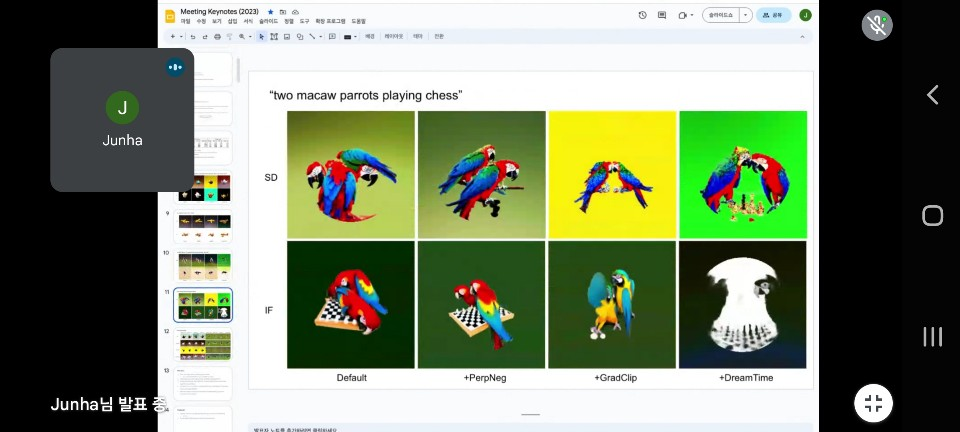 Meeting Keynotes (2023)
파일 수정 보기 삽입 서식 슬라이드 정렬 도구 확장 프로그램 도움말
슬라이드쇼
공유
J
배경 레이아웃 테마 전환
J
Junha
"two macaw parrots playing chess"
SD
IF
Default +PerpNeg +GradClip +DreamTime
9
10
11
12
13
Junha님 발표 중
발표자 노트를 추가하려면 클릭하세요